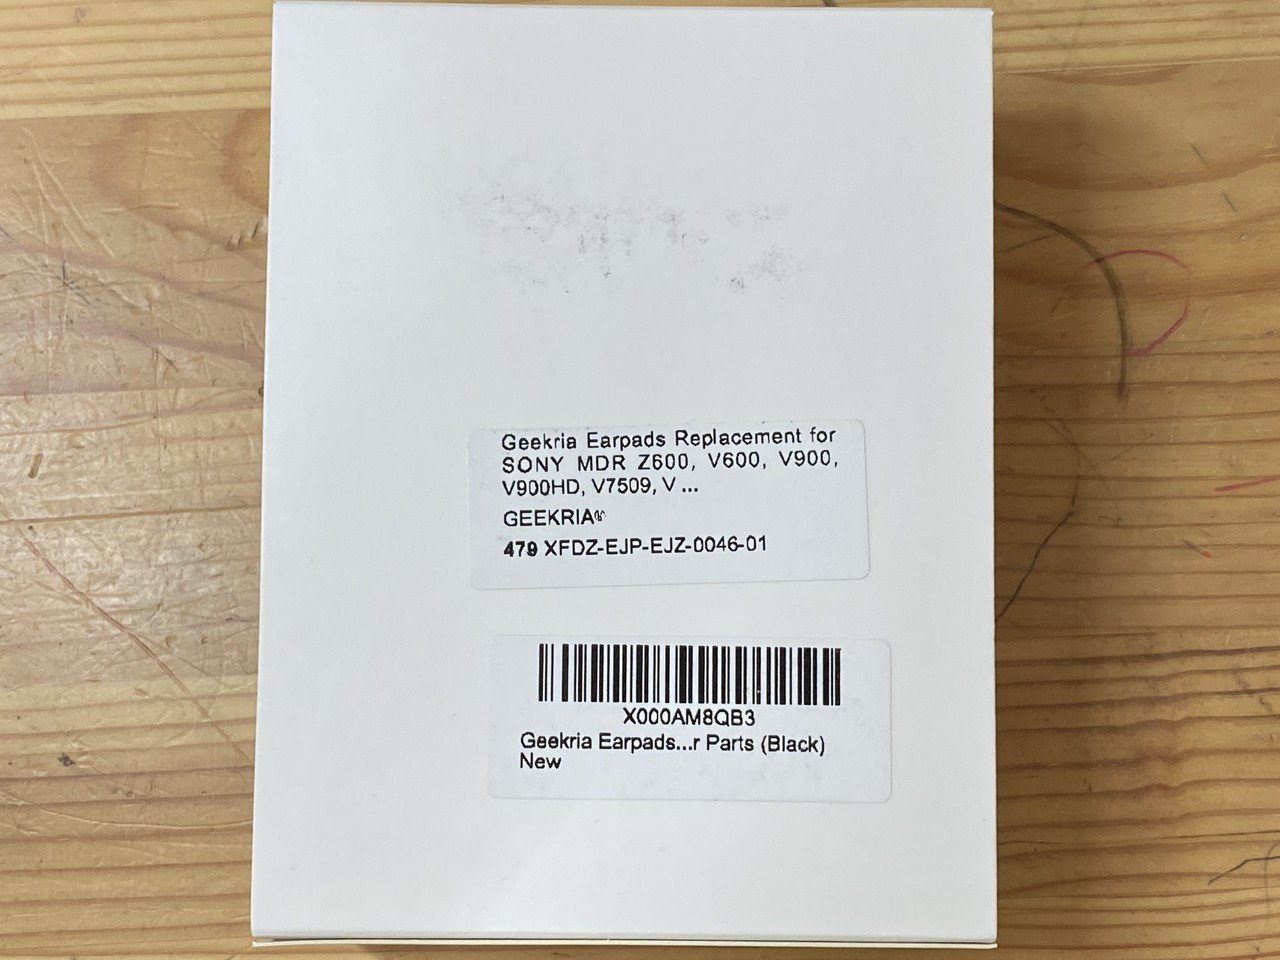 Geekria Earpads Replacement for
SONY MDR Z600, V600, V900,
V900HD, V7509, V ...
GEEKRIA®
479 XFDZ-EJP-EJZ-0046-01
X000AM8QB3
Geekria Earpads...r Parts (Black)
New